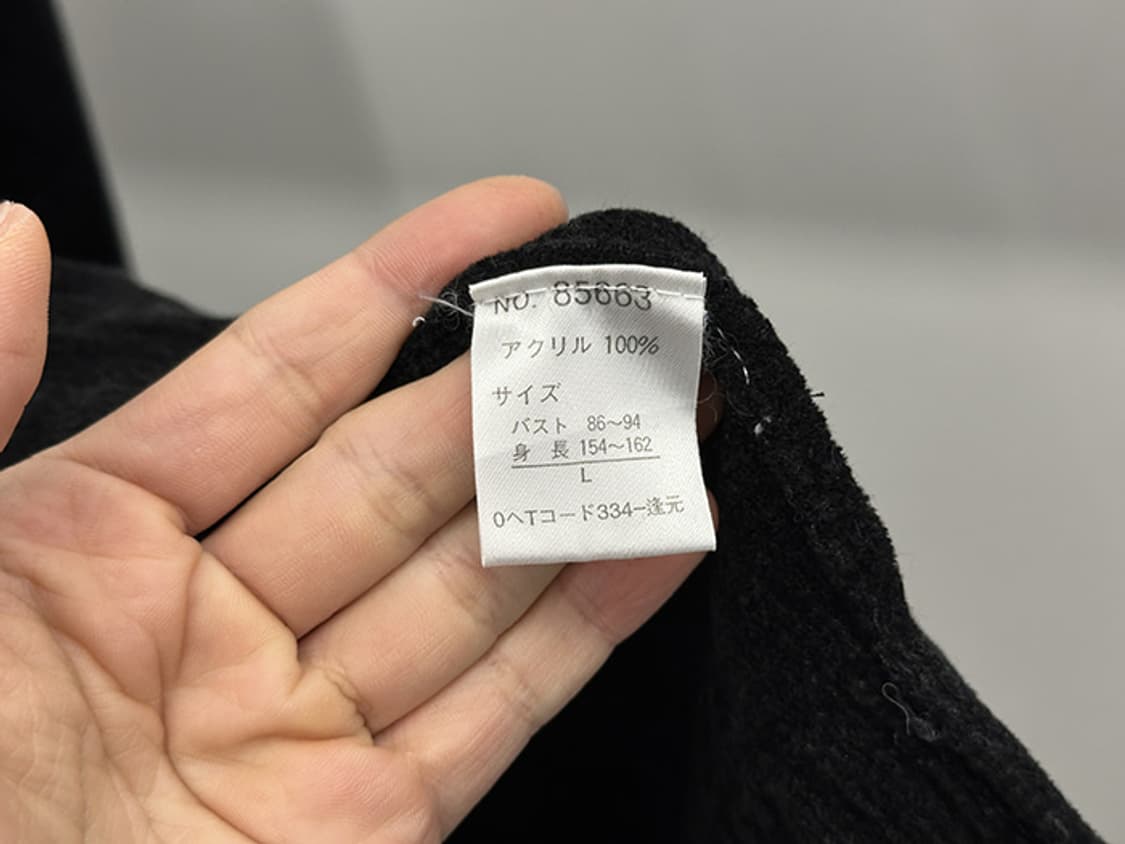 NO. 85663
アクリル 100%
サイズ
バスト 86〜94
身 長 154〜162
L
0ヘTコード334-逢元